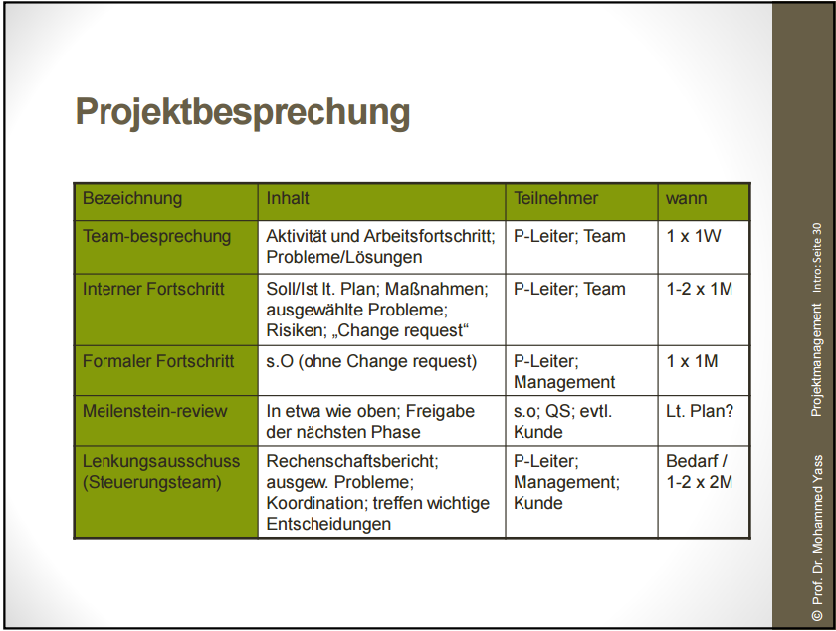 Projektbesprechung
Bezeichnung Inhalt Teilnehmer wann
Team-besprechung Aktivität und Arbeitsfortschritt; P-Leiter; Team 1 x 1W
Probleme/Lösungen
Interner Fortschritt Soll/Ist lt. Plan; Maßnahmen; P-Leiter; Team 1-2 x 1M
ausgewählte Probleme;
Risiken; „Change request“
Formaler Fortschritt s.O (ohne Change request) P-Leiter; 1 x 1M
Management
Meilenstein-review In etwa wie oben; Freigabe s.o; QS; evtl. Lt. Plan?
der nächsten Phase Kunde
Lenkungsausschuss Rechenschaftsbericht; P-Leiter; Bedarf /
(Steuerungsteam) ausgew. Probleme; Management; 1-2 x 2M
Koordination; treffen wichtige Kunde
Entscheidungen
© Prof. Dr. Mohammed Yass Projektmanagement Intro: Seite 30